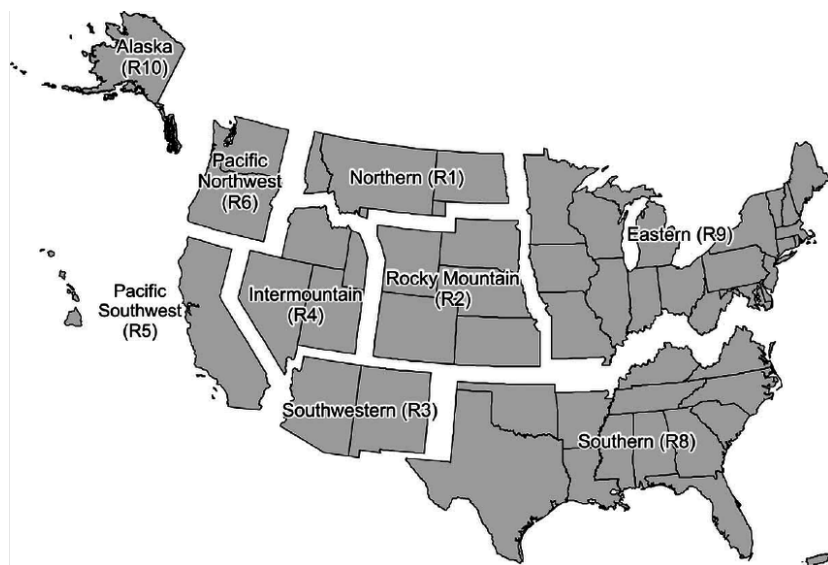 Alaska
(R10)
Pacific
Northwest
(R6)
Northern (R1)
Eastern (R9)
Pacific
Southwest
(R5)
Intermountain
(R4)
Rocky Mountain
(R2)
Southwestern (R3)
Southern (R8)